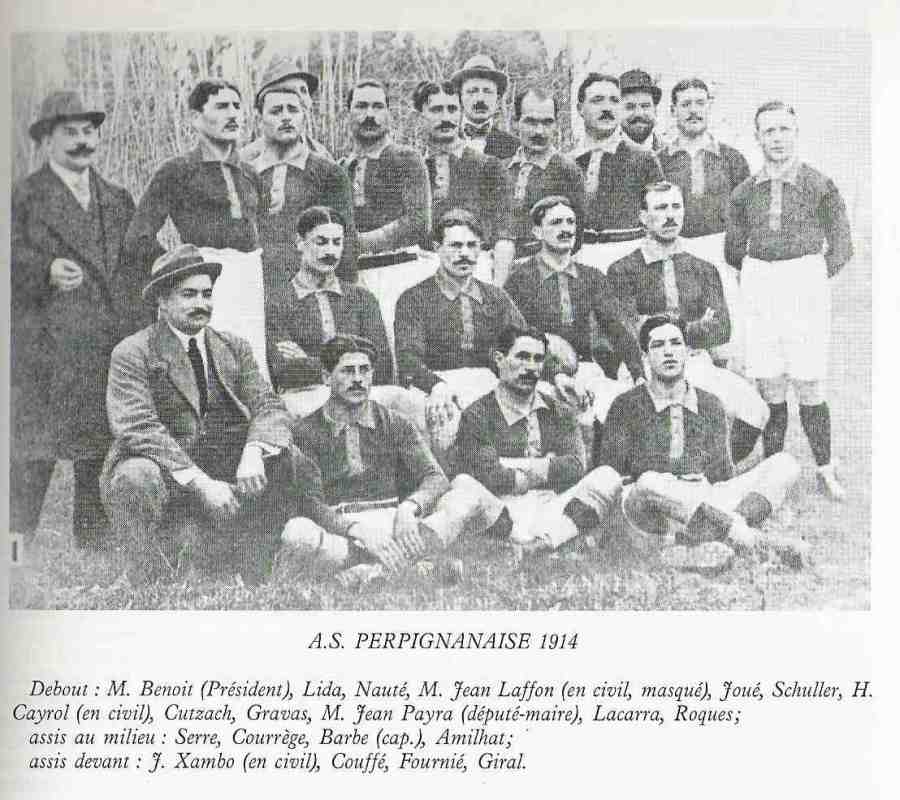 A.S. PERPIGNANAISE 1914
Debout : M. Benoit (Président), Lida, Nauté, M. Jean Laffon (en civil, masqué), Joué, Schuller, H.
Cayrol (en civil), Cutzach, Gravas, M. Jean Payra (député-maire), Lacarra, Roques;
assis au milieu : Serre, Courrège, Barbe (cap.), Amilhat;
assis devant : J. Xambo (en civil), Couffé, Fournié, Giral.